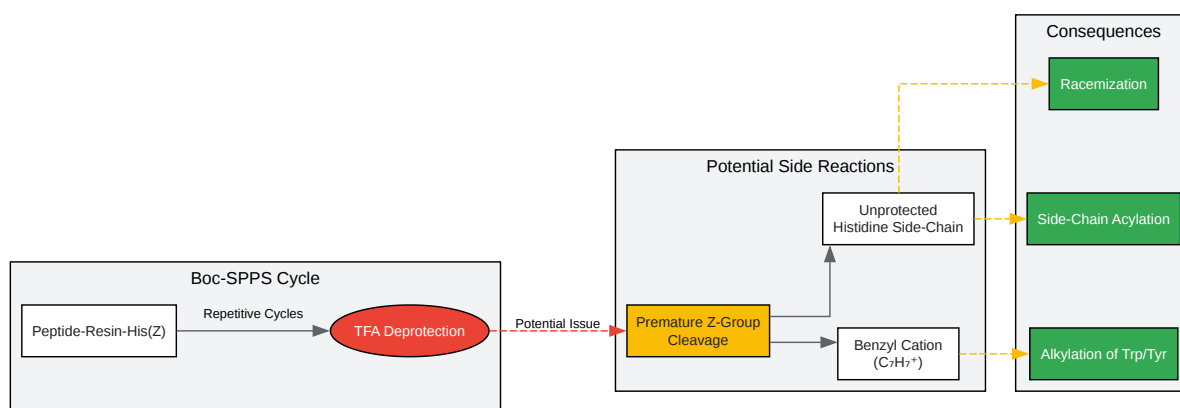 Consequences
Racemization
Potential Side Reactions
Unprotected
Histidine Side-Chain
Side-Chain Acylation
Boc-SPPS Cycle
Peptide-Resin-His(Z)
Repetitive Cycles
TFA Deprotection
Potential Issue
Premature Z-Group
Cleavage
Benzyl Cation
(C₇H₇⁺)
Alkylation of Trp/Tyr